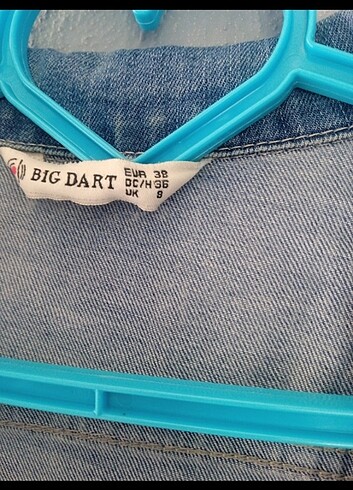 BIG DART
EUR 38
DC/H 36
UK 8